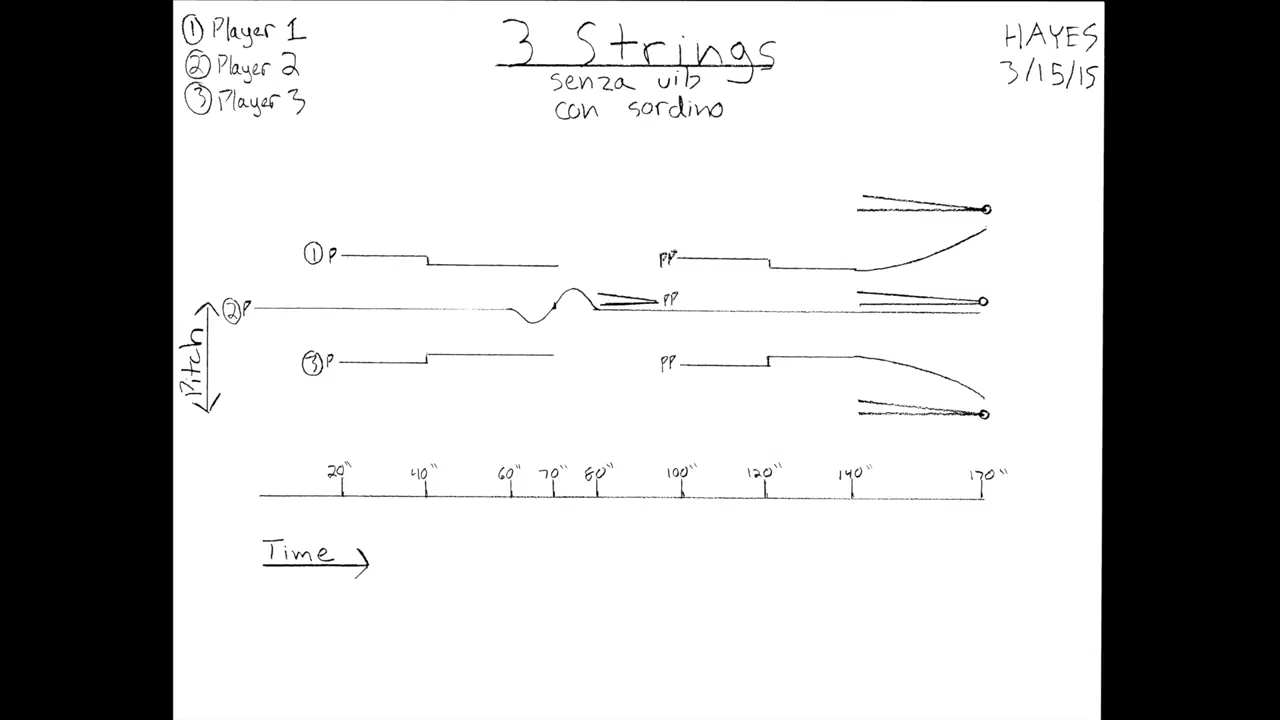 ① Player 1
② Player 2
③ Player 3
3 Strings
senza vib
con sordino
HAYES
3/15/15
① P
PP
② P
PP
③ P
PP
Pitch
20" 40" 60" 70" 80" 100" 120" 140" 170"
Time